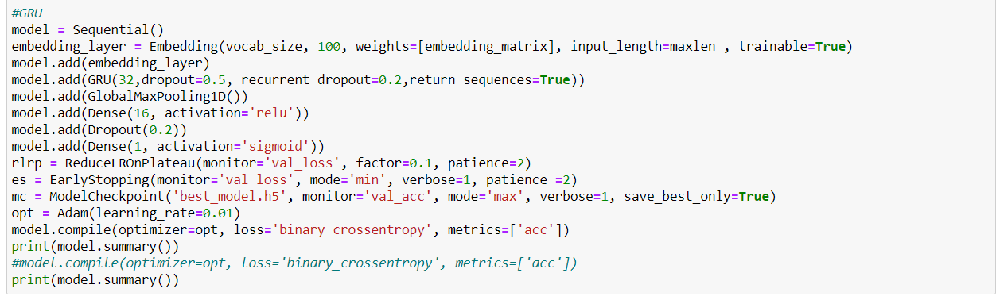 #GRU
model = Sequential()
embedding_layer = Embedding(vocab_size, 100, weights=[embedding_matrix], input_length=maxlen , trainable=True)
model.add(embedding_layer)
model.add(GRU(32,dropout=0.5, recurrent_dropout=0.2,return_sequences=True))
model.add(GlobalMaxPooling1D())
model.add(Dense(16, activation='relu'))
model.add(Dropout(0.2))
model.add(Dense(1, activation='sigmoid'))
rlrp = ReduceLROnPlateau(monitor='val_loss', factor=0.1, patience=2)
es = EarlyStopping(monitor='val_loss', mode='min', verbose=1, patience =2)
mc = ModelCheckpoint('best_model.h5', monitor='val_acc', mode='max', verbose=1, save_best_only=True)
opt = Adam(learning_rate=0.01)
model.compile(optimizer=opt, loss='binary_crossentropy', metrics=['acc'])
print(model.summary())
#model.compile(optimizer=opt, loss='binary_crossentropy', metrics=['acc'])
print(model.summary())